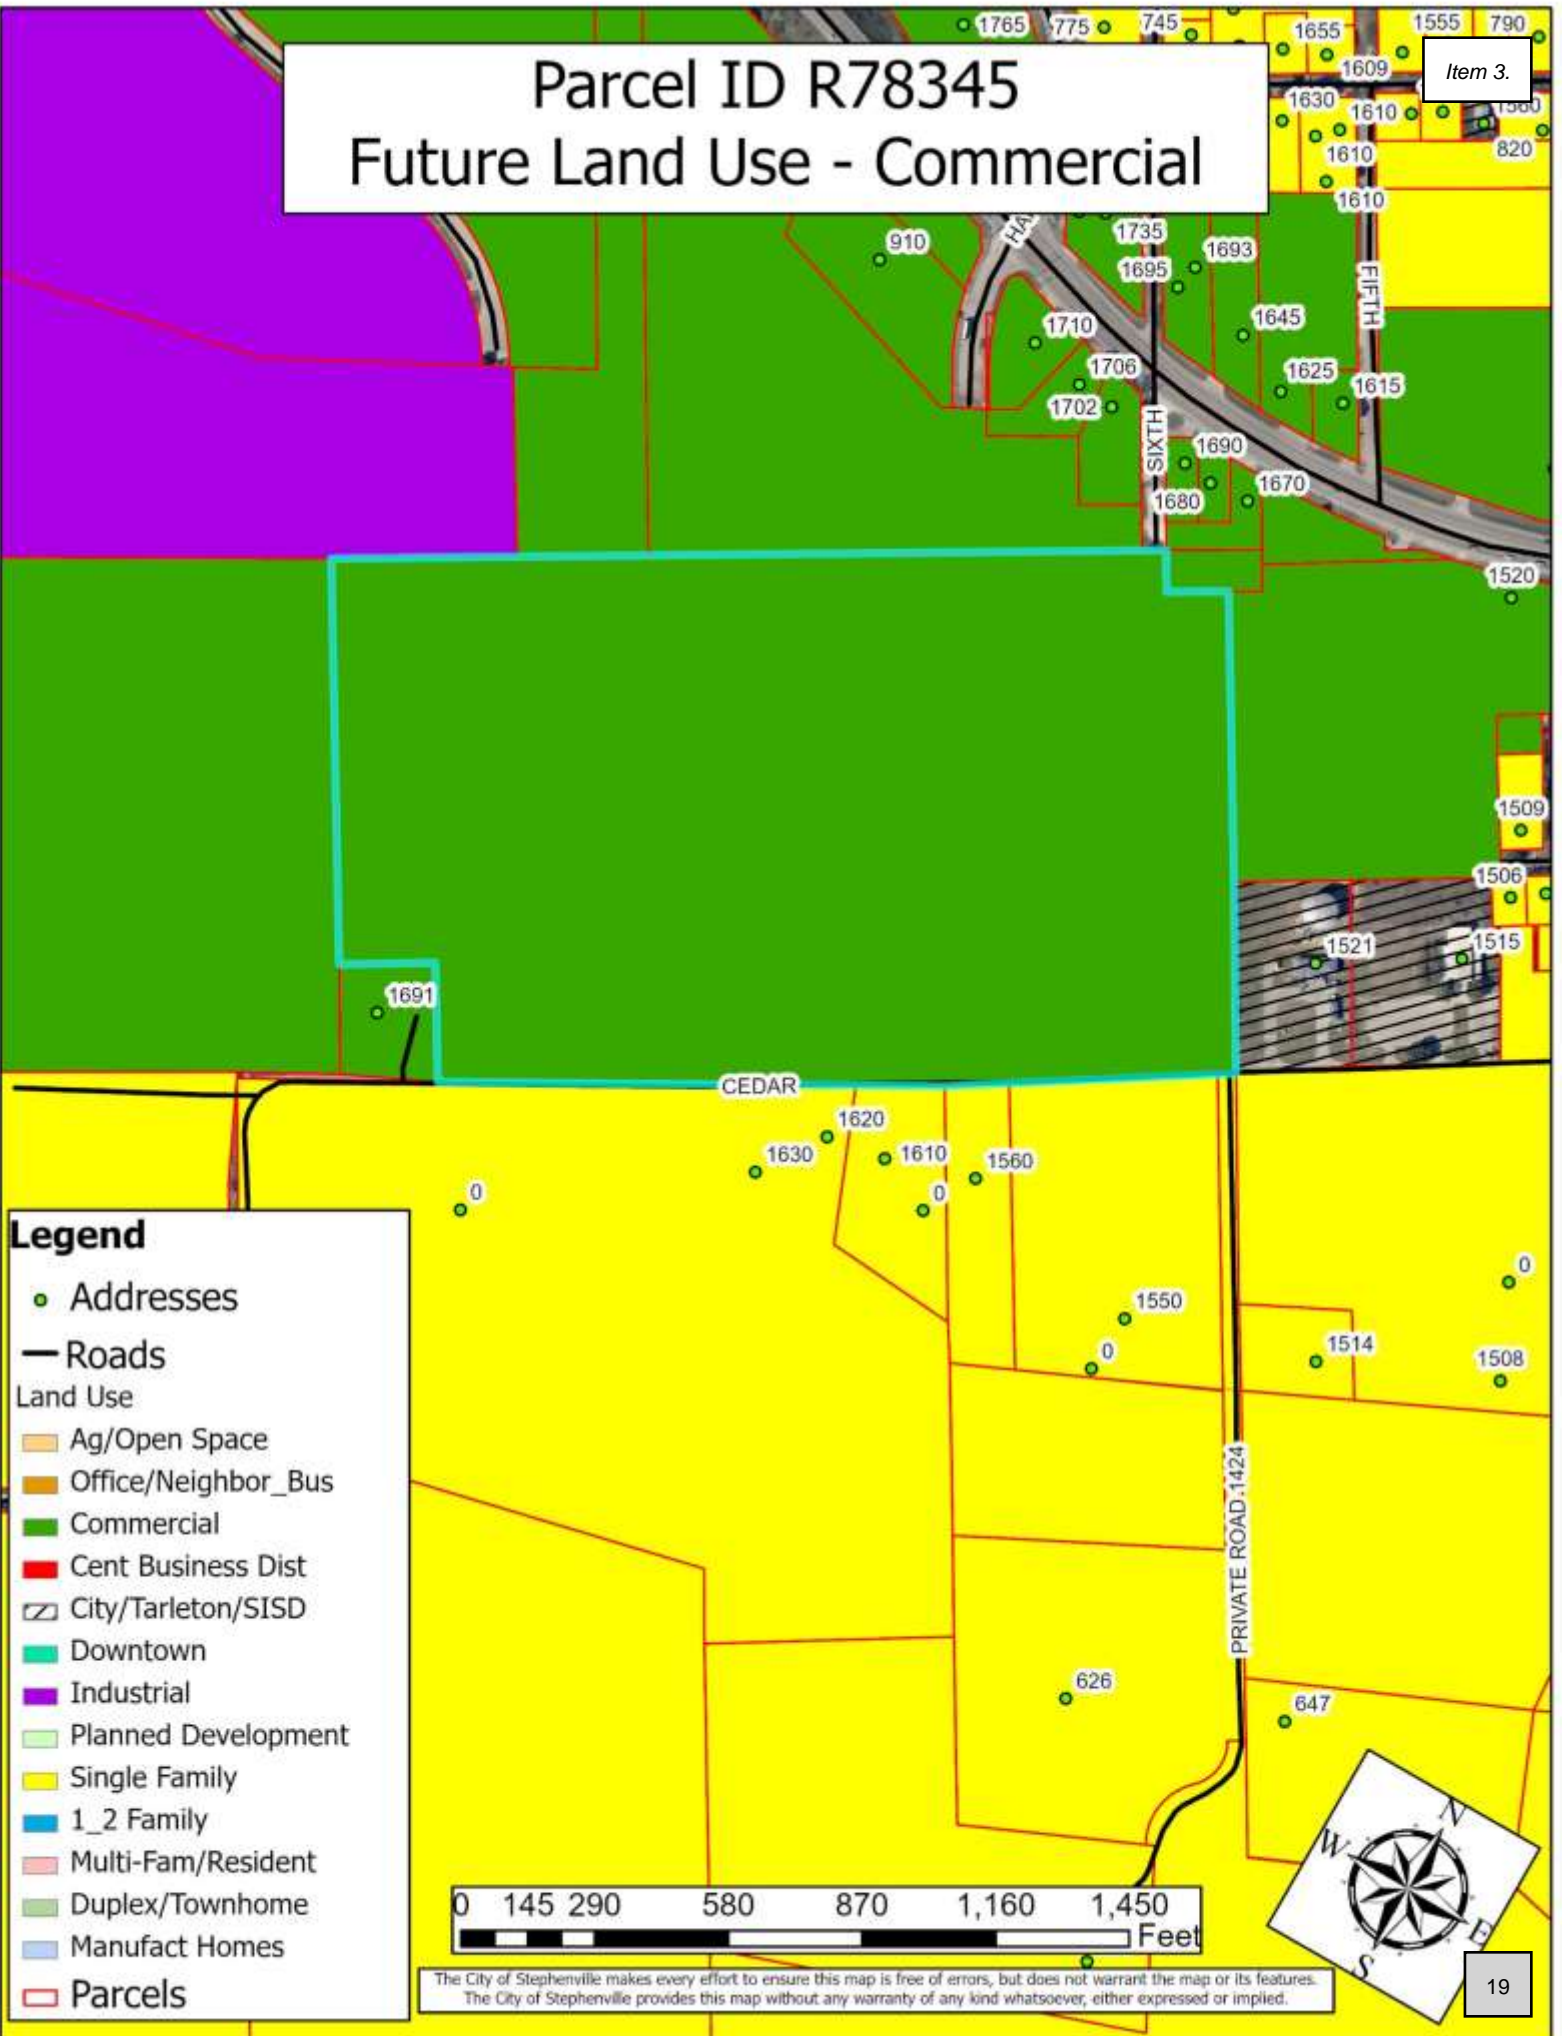 1765
775
745
1655
1555
790
1609
Item 3.
Parcel ID R78345
Future Land Use - Commercial
1630
1610
1560
820
1610
1610
910
1735
1693
1695
FIFTH
1710
1645
1706
1702
1625
1615
SIXTH
1690
1680
1670
1520
1509
1506
1521
1515
1691
CEDAR
1620
1630
1610
1560
0
0
0
1550
0
1514
1508
PRIVATE ROAD 1424
626
647
Legend
Addresses
Roads
Land Use
Ag/Open Space
Office/Neighbor_Bus
Commercial
Cent Business Dist
City/Tarleton/SISD
Downtown
Industrial
Planned Development
Single Family
1_2 Family
Multi-Fam/Resident
Duplex/Townhome
Manufact Homes
Parcels
0 145 290 580 870 1,160 1,450
Feet
N
W
E
S
The City of Stephenville makes every effort to ensure this map is free of errors, but does not warrant the map or its features.
The City of Stephenville provides this map without any warranty of any kind whatsoever, either expressed or implied.
19